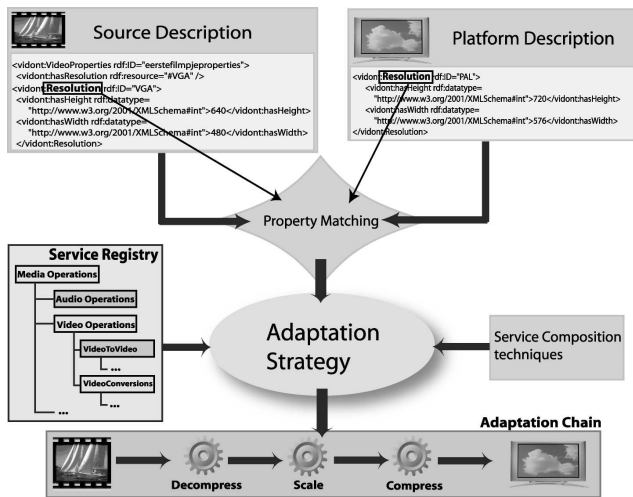 Source Description
<vidont:VideoProperties rdf:ID="eerstefilmpjeproperties">
<vidont:hasResolution rdf:resource="#VGA" />
<vidont:Resolution rdf:ID="VGA">
<vidont:hasHeight rdf:datatype=
"http://www.w3.org/2001/XMLSchema#int">640</vidont:hasHeight>
<vidont:hasWidth rdf:datatype=
"http://www.w3.org/2001/XMLSchema#int">480</vidont:hasWidth>
</vidont:Resolution>
Platform Description
<vidont:Resolution rdf:ID="PAL">
<vidont:hasHeight rdf:datatype=
"http://www.w3.org/2001/XMLSchema#int">720</vidont:hasHeight>
<vidont:hasWidth rdf:datatype=
"http://www.w3.org/2001/XMLSchema#int">576</vidont:hasWidth>
</vidont:Resolution>
Property Matching
Service Registry
Media Operations
Audio Operations
Video Operations
VideoToVideo
...
VideoConversions
...
...
Adaptation
Strategy
Service Composition
techniques
Adaptation Chain
Decompress
Scale
Compress